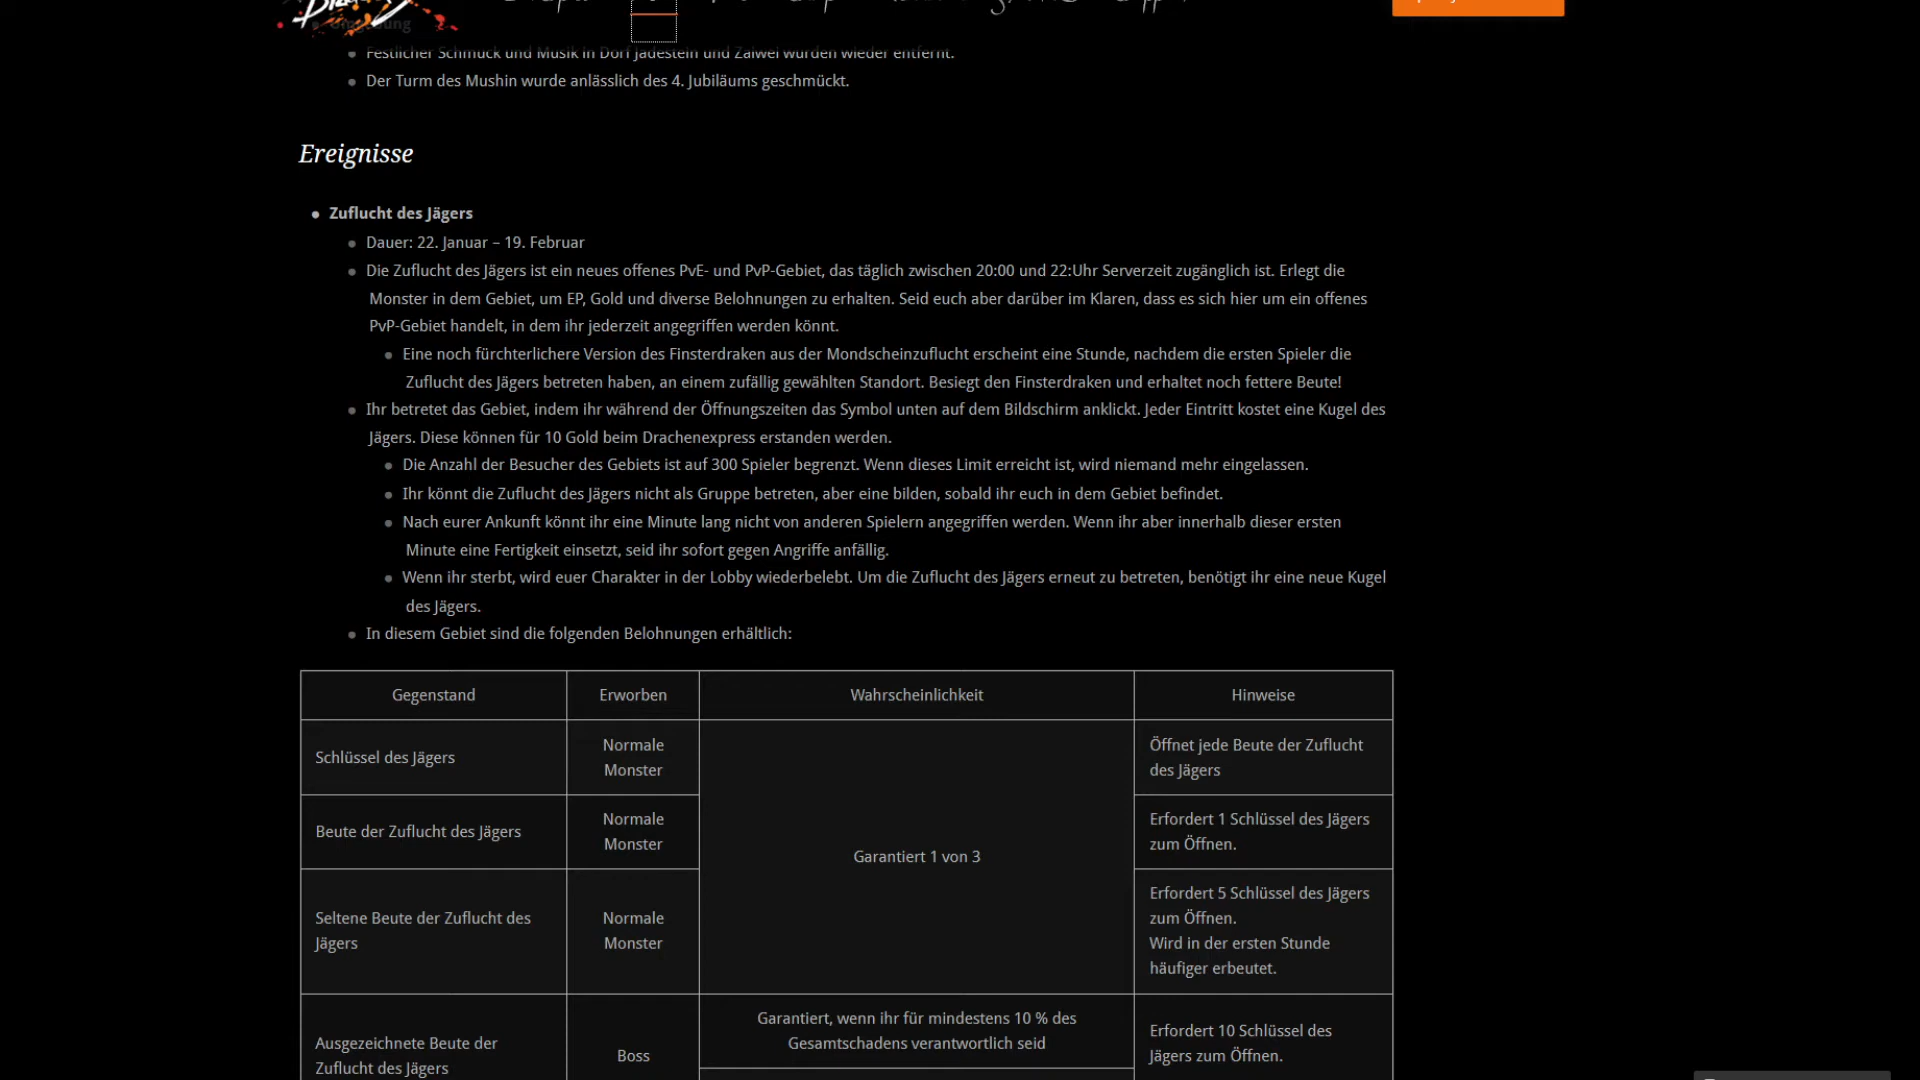 Festlicher Schmuck und Musik in Dorf Jadestein und Zaiwei wurden wieder entfernt.
Der Turm des Mushin wurde anlässlich des 4. Jubiläums geschmückt.
Ereignisse
Zuflucht des Jägers
Dauer: 22. Januar – 19. Februar
Die Zuflucht des Jägers ist ein neues offenes PvE- und PvP-Gebiet, das täglich zwischen 20:00 und 22:Uhr Serverzeit zugänglich ist. Erlegt die
Monster in dem Gebiet, um EP, Gold und diverse Belohnungen zu erhalten. Seid euch aber darüber im Klaren, dass es sich hier um ein offenes
PvP-Gebiet handelt, in dem ihr jederzeit angegriffen werden könnt.
Eine noch fürchterlichere Version des Finsterdraken aus der Mondscheinzuflucht erscheint eine Stunde, nachdem die ersten Spieler die
Zuflucht des Jägers betreten haben, an einem zufällig gewählten Standort. Besiegt den Finsterdraken und erhaltet noch fettere Beute!
Ihr betretet das Gebiet, indem ihr während der Öffnungszeiten das Symbol unten auf dem Bildschirm anklickt. Jeder Eintritt kostet eine Kugel des
Jägers. Diese können für 10 Gold beim Drachenexpress erstanden werden.
Die Anzahl der Besucher des Gebiets ist auf 300 Spieler begrenzt. Wenn dieses Limit erreicht ist, wird niemand mehr eingelassen.
Ihr könnt die Zuflucht des Jägers nicht als Gruppe betreten, aber eine bilden, sobald ihr euch in dem Gebiet befindet.
Nach eurer Ankunft könnt ihr eine Minute lang nicht von anderen Spielern angegriffen werden. Wenn ihr aber innerhalb dieser ersten
Minute eine Fertigkeit einsetzt, seid ihr sofort gegen Angriffe anfällig.
Wenn ihr sterbt, wird euer Charakter in der Lobby wiederbelebt. Um die Zuflucht des Jägers erneut zu betreten, benötigt ihr eine neue Kugel
des Jägers.
In diesem Gebiet sind die folgenden Belohnungen erhältlich:
Gegenstand Erworben Wahrscheinlichkeit Hinweise
Schlüssel des Jägers
Normale
Monster
Öffnet jede Beute der Zuflucht
des Jägers
Beute der Zuflucht des Jägers
Normale
Monster
Erfordert 1 Schlüssel des Jägers
zum Öffnen.
Garantiert 1 von 3
Seltene Beute der Zuflucht des
Jägers
Normale
Monster
Erfordert 5 Schlüssel des Jägers
zum Öffnen.
Wird in der ersten Stunde
häufiger erbeutet.
Ausgezeichnete Beute der
Zuflucht des Jägers
Boss
Garantiert, wenn ihr für mindestens 10 % des
Gesamtschadens verantwortlich seid
Erfordert 10 Schlüssel des
Jägers zum Öffnen.